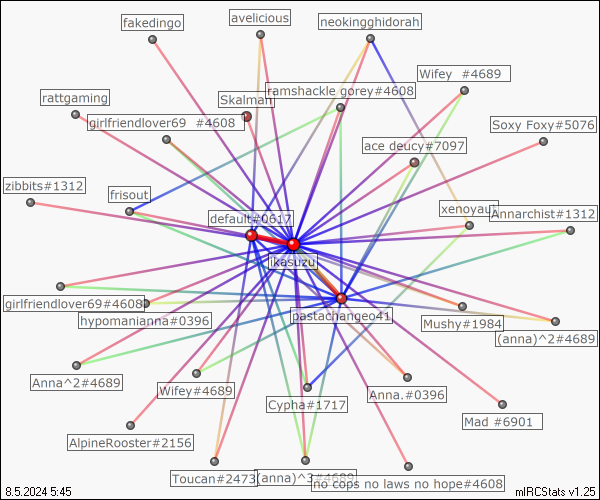 fakedingo
avelicious
neokingghidorah
Wifey  #4689
ramshackle gorey#4608
rattgaming
Skalman
girlfriendlover69  #4608
Soxy Foxy#5076
ace deucy#7097
zibbits#1312
frisout
default#0617
xenoyaut
Annarchist#1312
ikasuzu
girlfriendlover69#4608
hypomanianna#0396
pastachangeo41
Mushy#1984
(anna)^2#4689
Anna^2#4689
Wifey#4689
Cypha#1717
Anna.#0396
Mad #6901
AlpineRooster#2156
Toucan#2473
(anna)^3#4689
no cops no laws no hope#4608
8.5.2024 5:45
mIRCStats v1.25